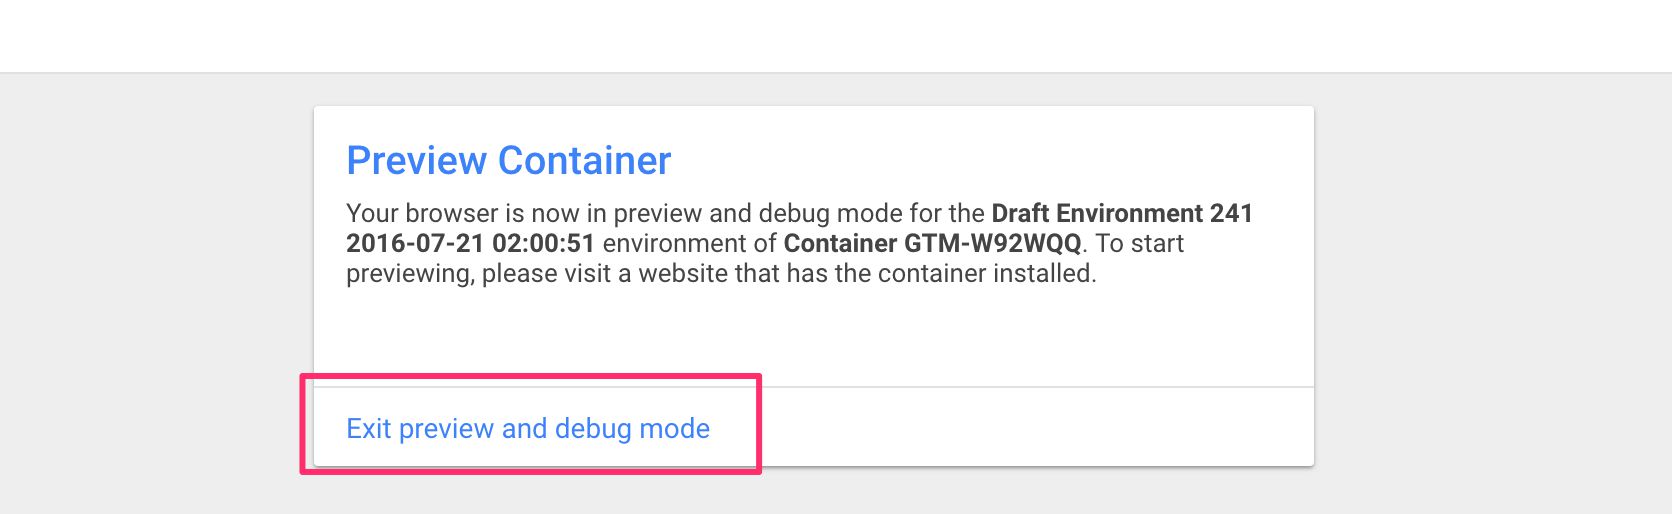 Preview Container
Your browser is now in preview and debug mode for the Draft Environment 241
2016-07-21 02:00:51 environment of Container GTM-W92WQQ. To start
previewing, please visit a website that has the container installed.
Exit preview and debug mode